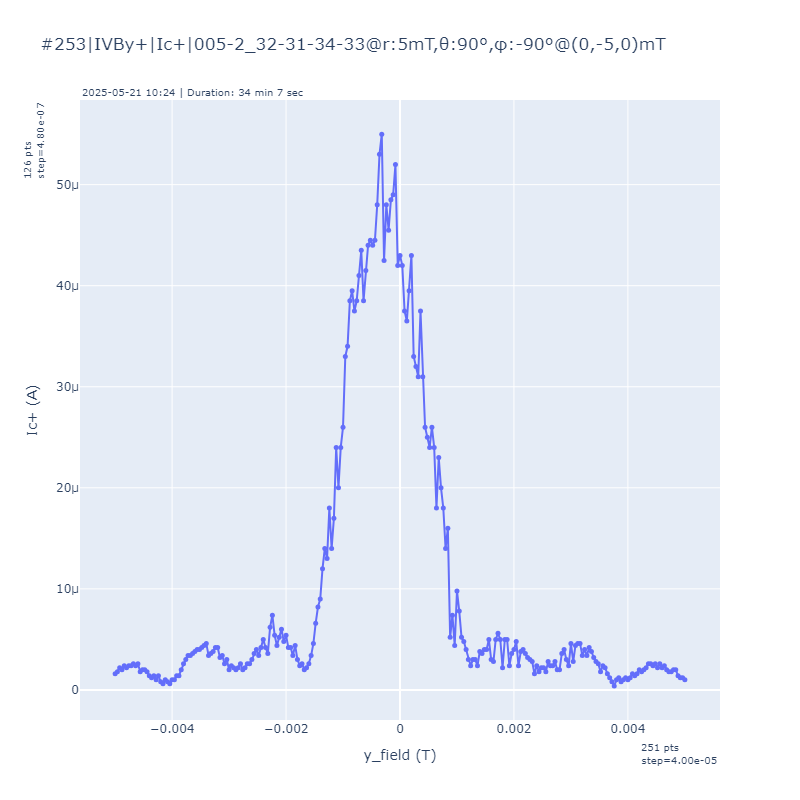 #253|IVBy+|Ic+|005-2_32-31-34-33@r:5mT,θ:90º,φ:-90º@(0,-5,0)mT
2025-05-21 10:24 | Duration: 34 min 7 sec
126 pts
step=4.80e-07
50μ
40μ
30μ
20μ
10μ
0
Ic+ (A)
−0.004
−0.002
0
0.002
0.004
y_field (T)
251 pts
step=4.00e-05